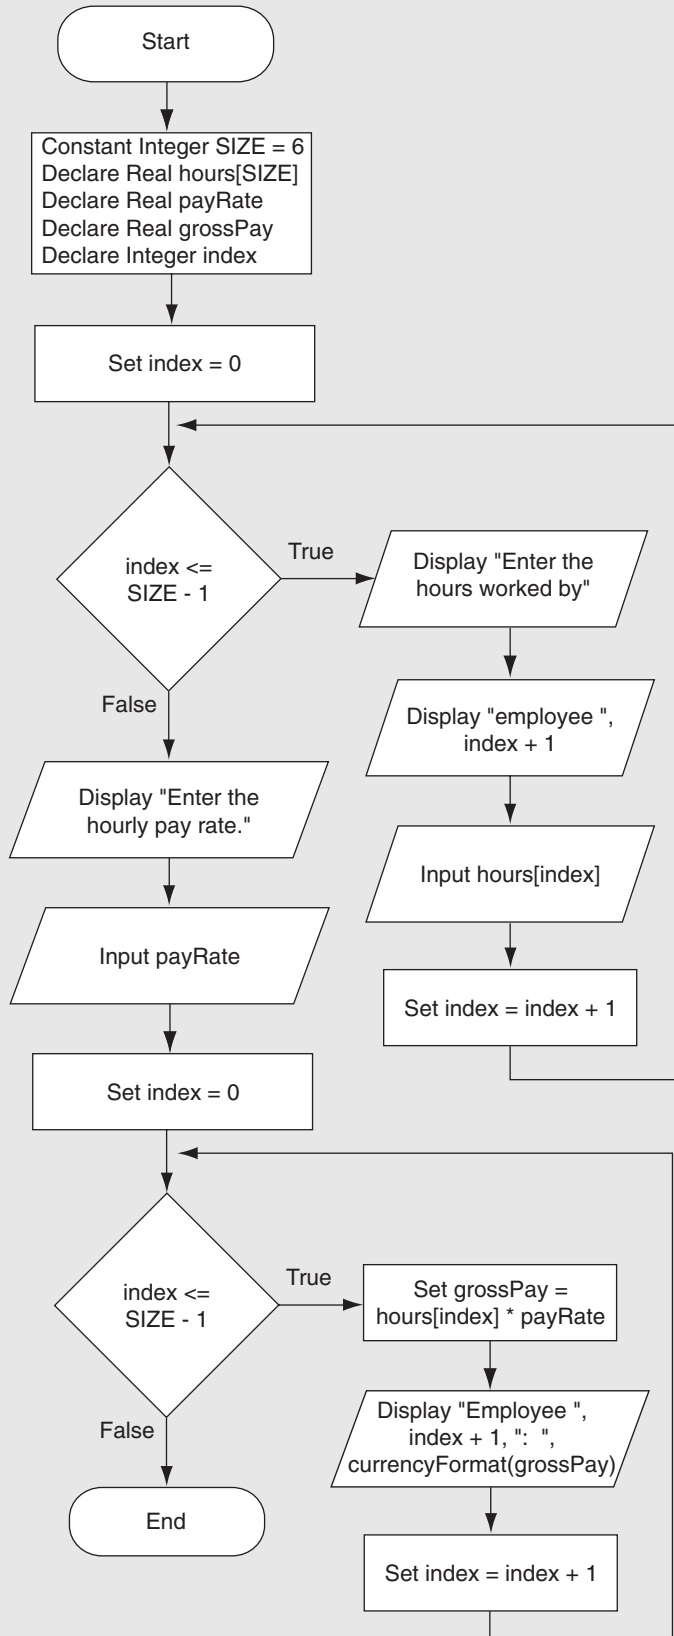 Start
Constant Integer SIZE = 6
Declare Real hours[SIZE]
Declare Real payRate
Declare Real grossPay
Declare Integer index
Set index = 0
index <=
SIZE - 1
True
Display "Enter the
hours worked by"
Display "employee ",
index + 1
Input hours[index]
Set index = index + 1
False
Display "Enter the
hourly pay rate."
Input payRate
Set index = 0
index <=
SIZE - 1
True
Set grossPay =
hours[index] * payRate
Display "Employee ",
index + 1, ":  ",
currencyFormat(grossPay)
Set index = index + 1
False
End